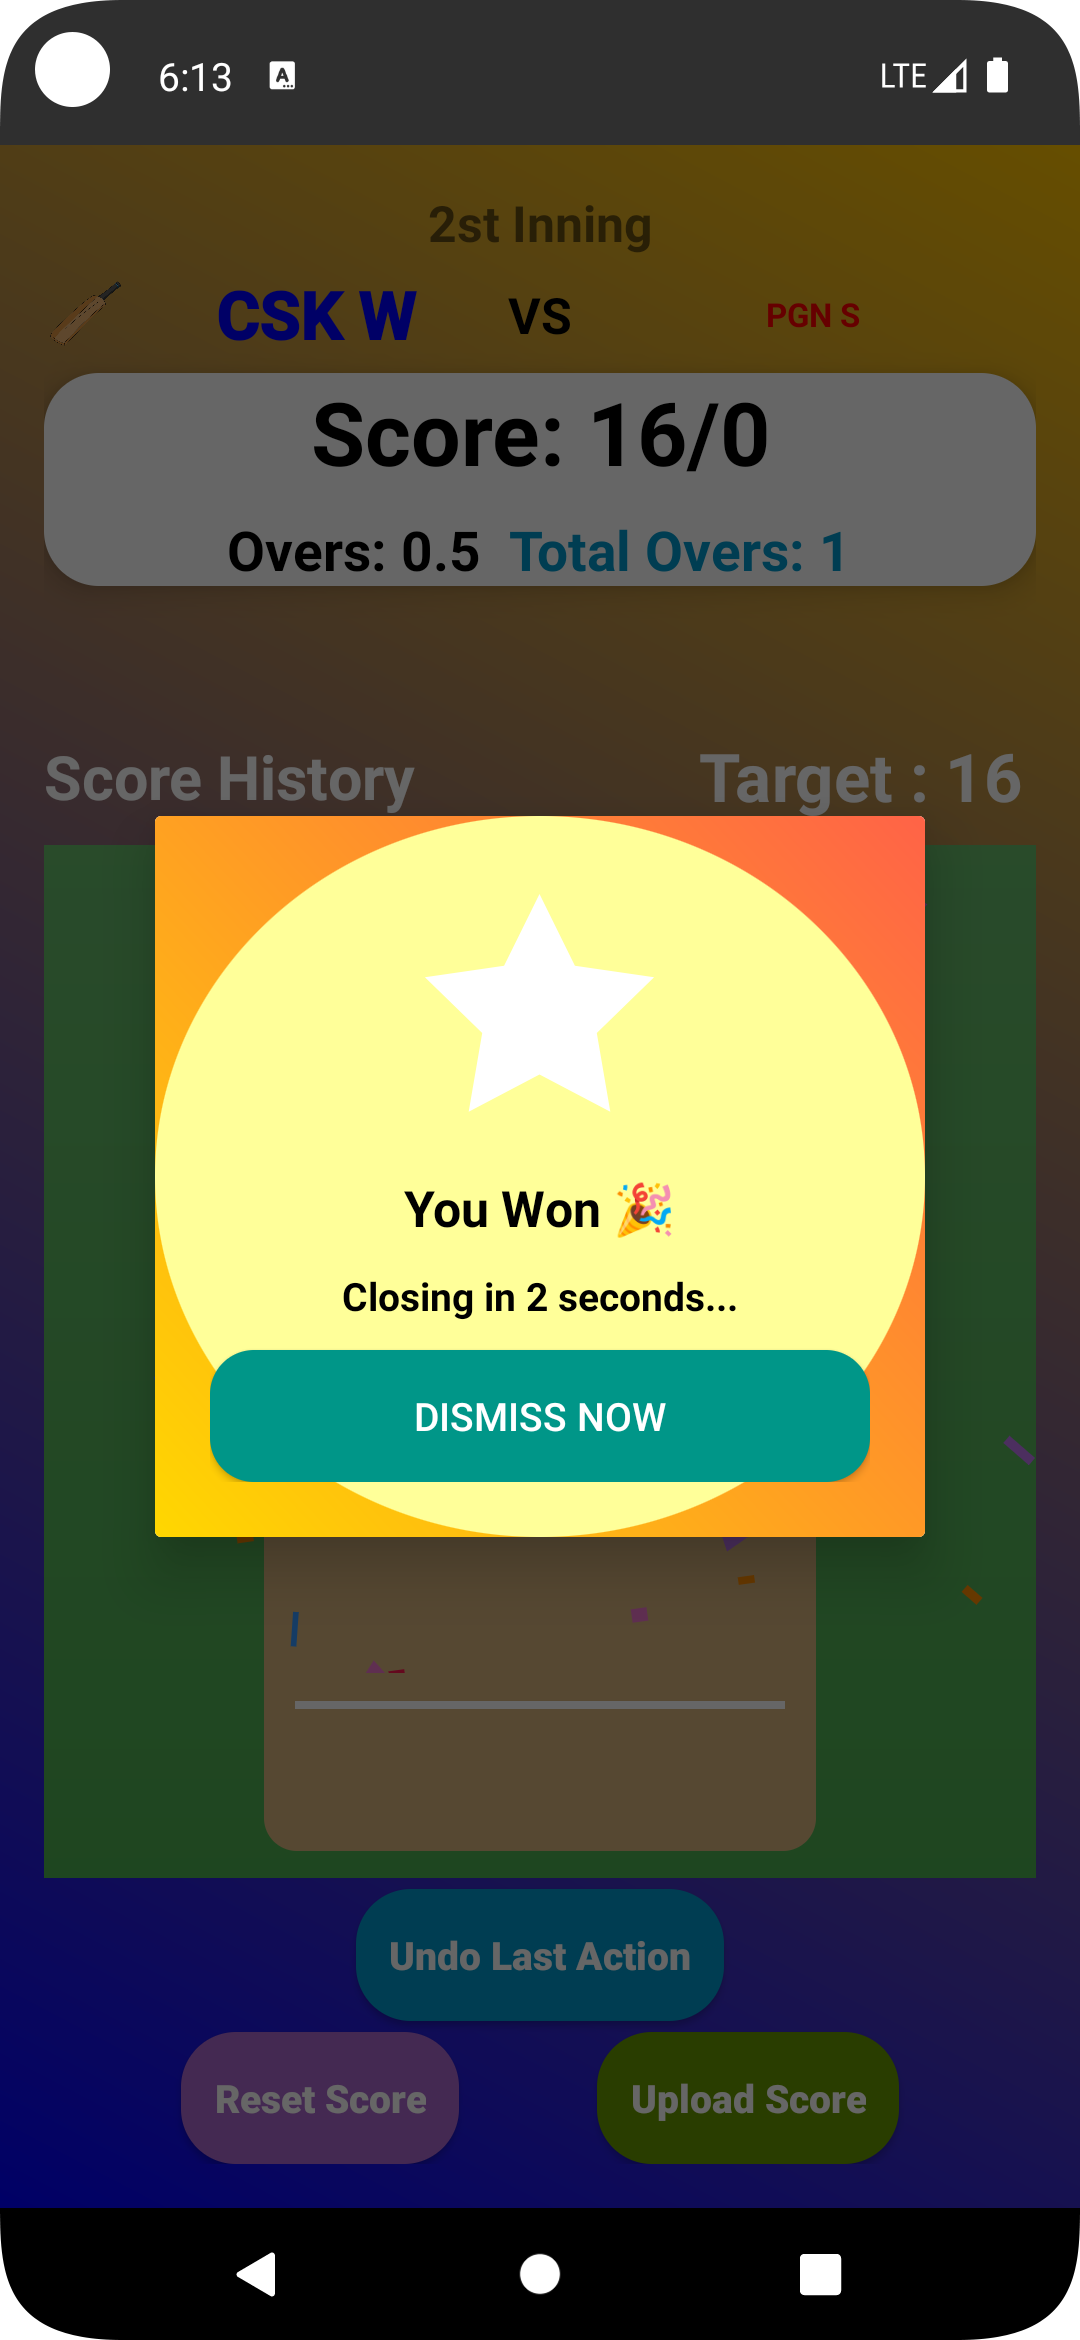 6:13
LTE
2st Inning
CSK W VS PGN S
Score: 16/0
Overs: 0.5 Total Overs: 1
Score History Target : 16
You Won 🎉
Closing in 2 seconds...
DISMISS NOW
Undo Last Action
Reset Score Upload Score